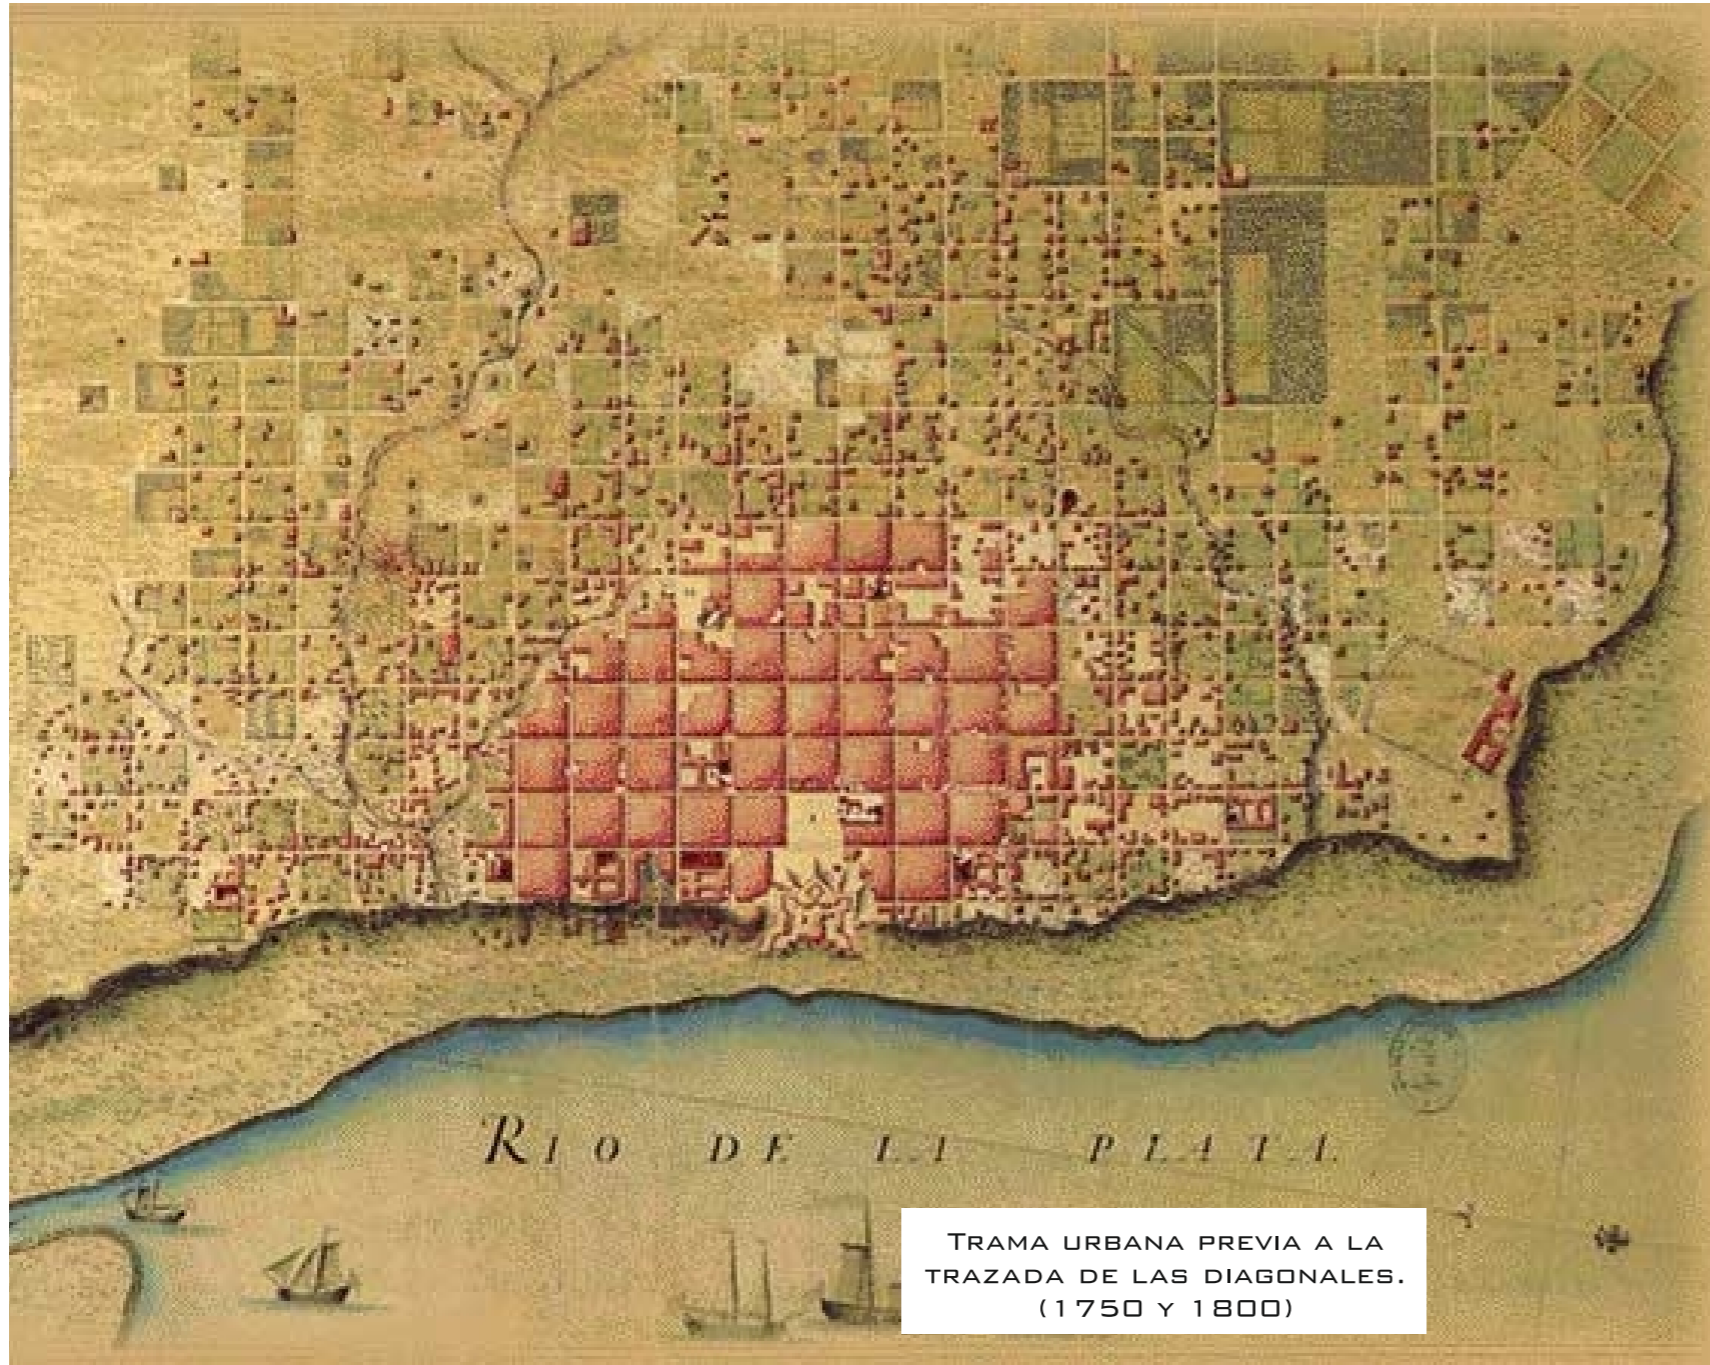 RIO DE LA PLATA.
TRAMA URBANA PREVIA A LA
TRAZADA DE LAS DIAGONALES.
(1750 Y 1800)